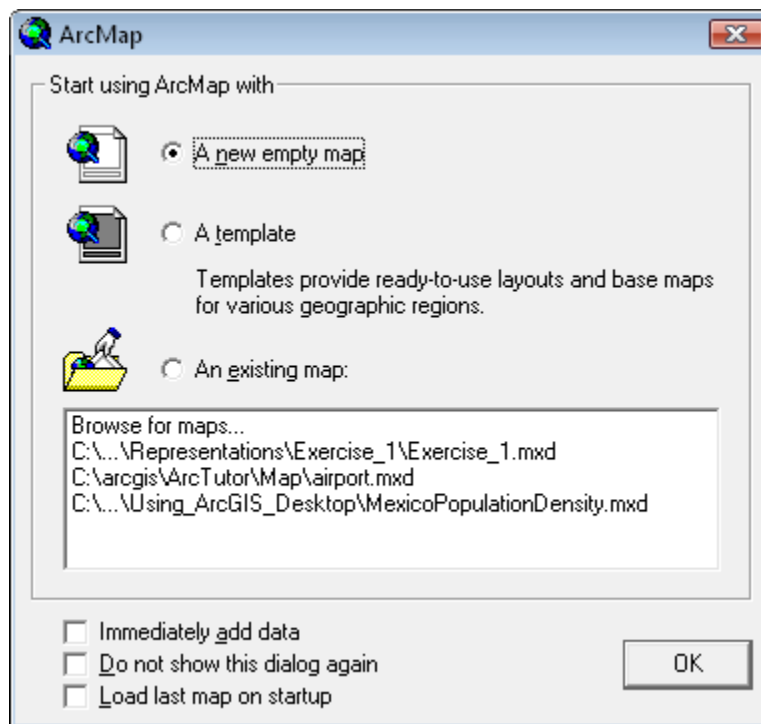 ArcMap
Start using ArcMap with
A new empty map
A template
Templates provide ready-to-use layouts and base maps
for various geographic regions.
An existing map:
Browse for maps...
C:\...\Representations\Exercise_1\Exercise_1.mxd
C:\arcgis\ArcTutor\Map\airport.mxd
C:\...\Using_ArcGIS_Desktop\MexicoPopulationDensity.mxd
Immediately add data
Do not show this dialog again
Load last map on startup
OK